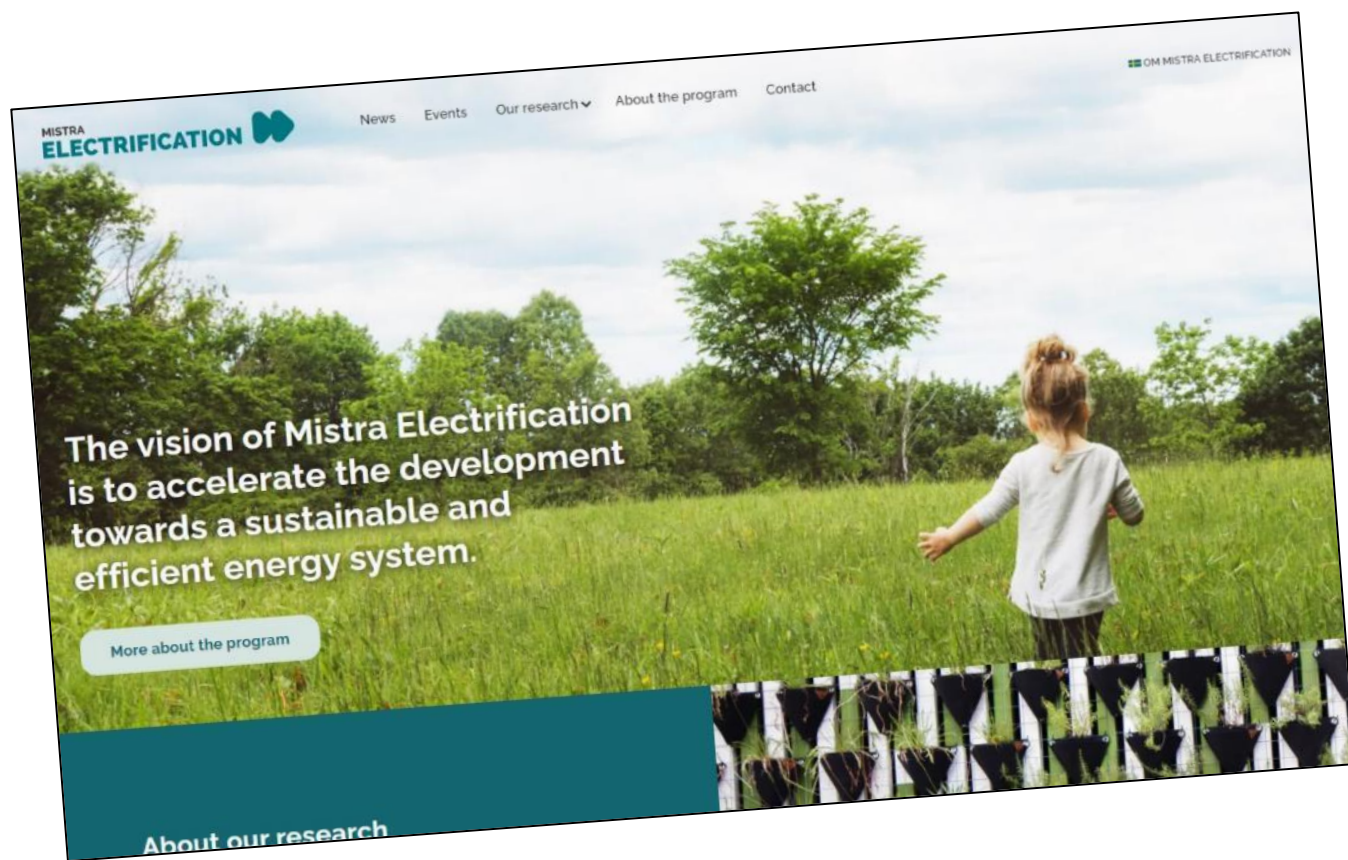 MISTRA
ELECTRIFICATION
News Events Our research About the program Contact
OM MISTRA ELECTRIFICATION
The vision of Mistra Electrification
is to accelerate the development
towards a sustainable and
efficient energy system.
More about the program
About our research